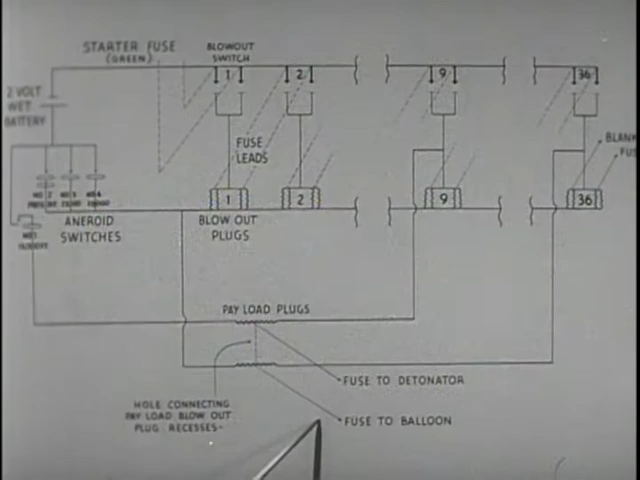 STARTER FUSE
(GREEN)
BLOWOUT
SWITCH
1
2
9
36
2 VOLT
WET
BATTERY
FUSE
LEADS
BLANK
FUS
1
2
9
36
ANEROID
SWITCHES
BLOW OUT
PLUGS
PAY LOAD PLUGS
FUSE TO DETONATOR
HOLE CONNECTING
PAY LOAD BLOW OUT
PLUG RECESSES-
FUSE TO BALLOON